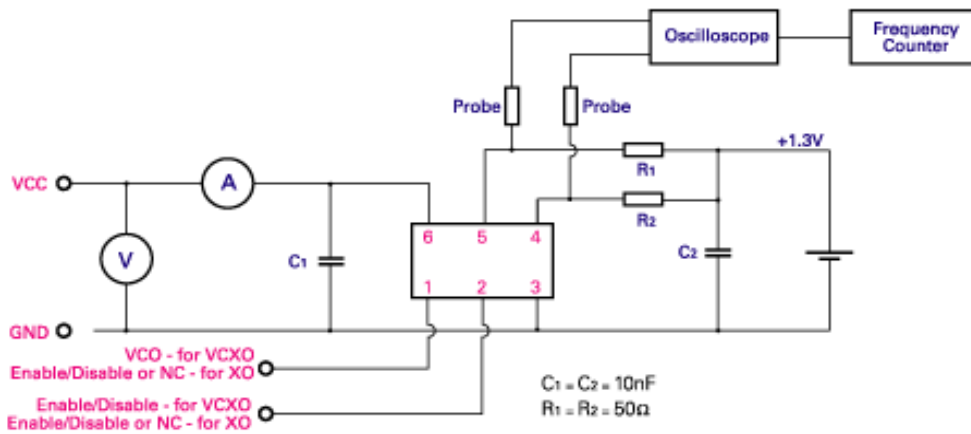 Oscilloscope
Frequency
Counter
Probe
Probe
+1.3V
R1
VCC
A
R2
6 5 4
V
C1
C2
1 2 3
GND
VCO - for VCXO
Enable/Disable or NC - for XO
C1 = C2 = 10nF
Enable/Disable - for VCXO
R1 = R2 = 50Ω
Enable/Disable or NC - for XO